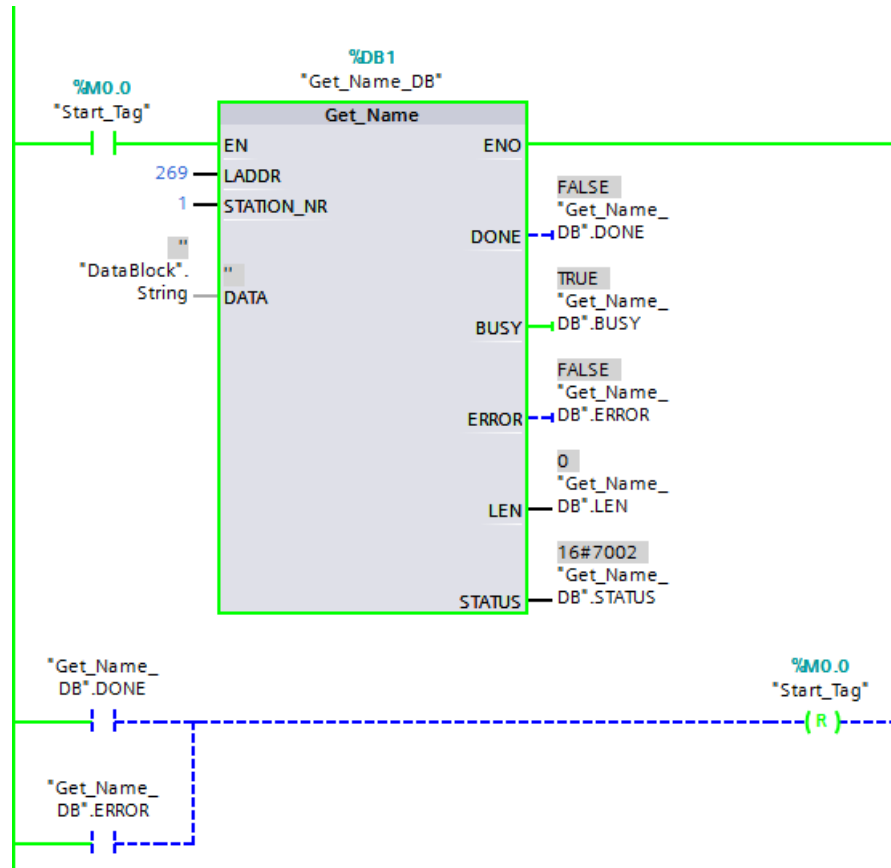 %DB1
"Get_Name_DB"
%M0.0
"Start_Tag"
Get_Name
EN
ENO
269
LADDR
1
STATION_NR
FALSE
"Get_Name_
DB".DONE
DONE
''
"DataBlock".
String
''
DATA
TRUE
"Get_Name_
DB".BUSY
BUSY
FALSE
"Get_Name_
DB".ERROR
ERROR
0
"Get_Name_
DB".LEN
LEN
16#7002
"Get_Name_
DB".STATUS
STATUS
"Get_Name_
DB".DONE
%M0.0
"Start_Tag"
R
"Get_Name_
DB".ERROR